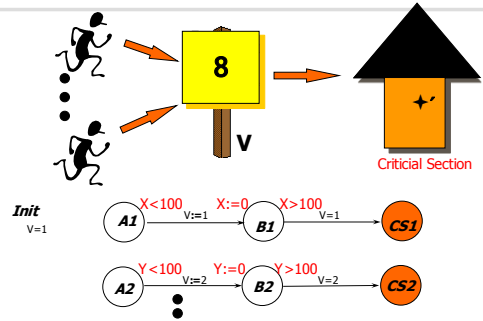 8
V
Criticial Section
Init
V=1
X<100 X:=0 X>100
A1 V:=1 B1 V=1 CS1
Y<100 Y:=0 Y>100
A2 V:=2 B2 V=2 CS2